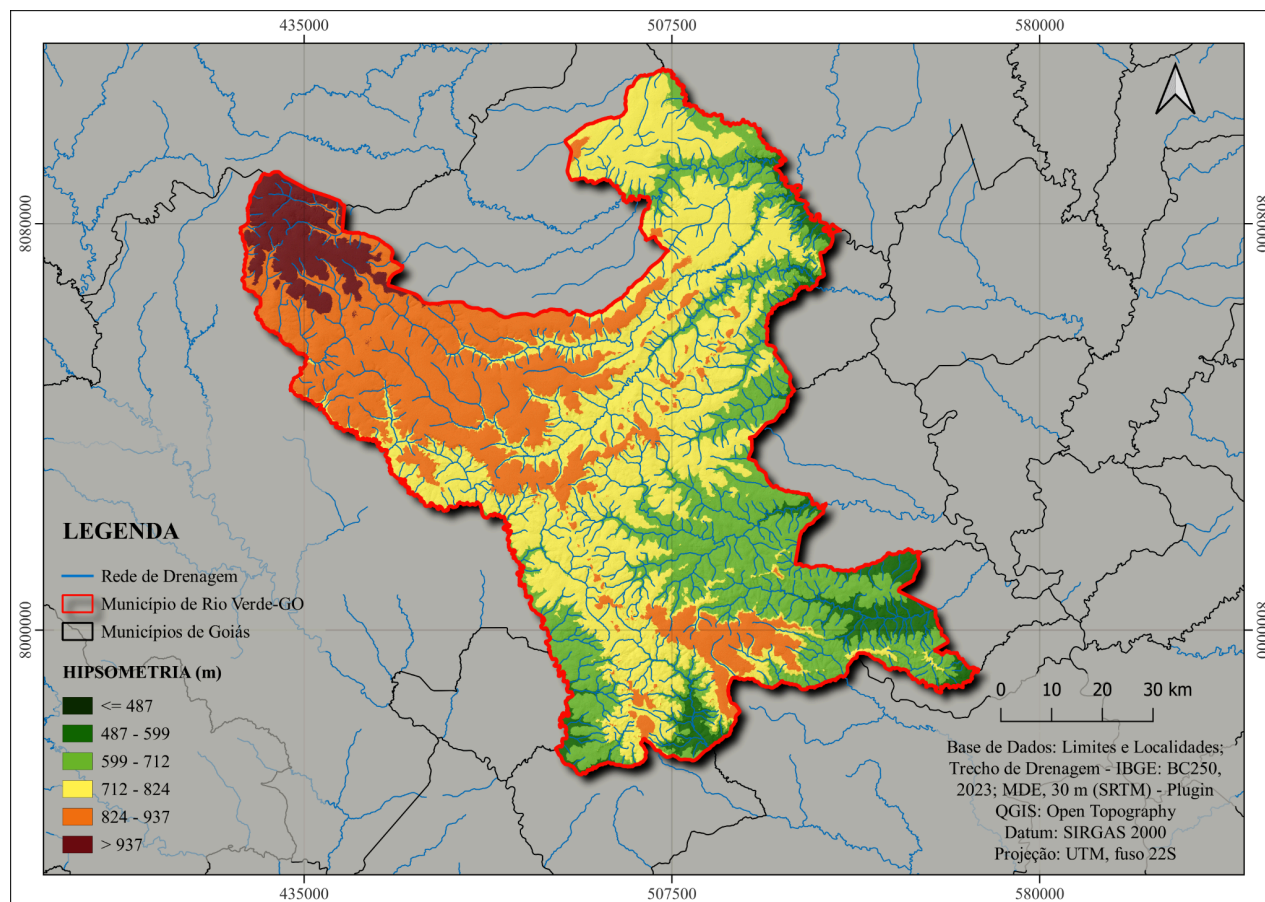 435000
507500
580000
8080000
8080000
8000000
8000000
LEGENDA
Rede de Drenagem
Município de Rio Verde-GO
Municípios de Goiás
HIPSOMETRIA (m)
<= 487
487 - 599
599 - 712
712 - 824
824 - 937
> 937
0 10 20 30 km
Base de Dados: Limites e Localidades;
Trecho de Drenagem - IBGE: BC250,
2023; MDE, 30 m (SRTM) - Plugin
QGIS: Open Topography
Datum: SIRGAS 2000
Projeção: UTM, fuso 22S
435000
507500
580000